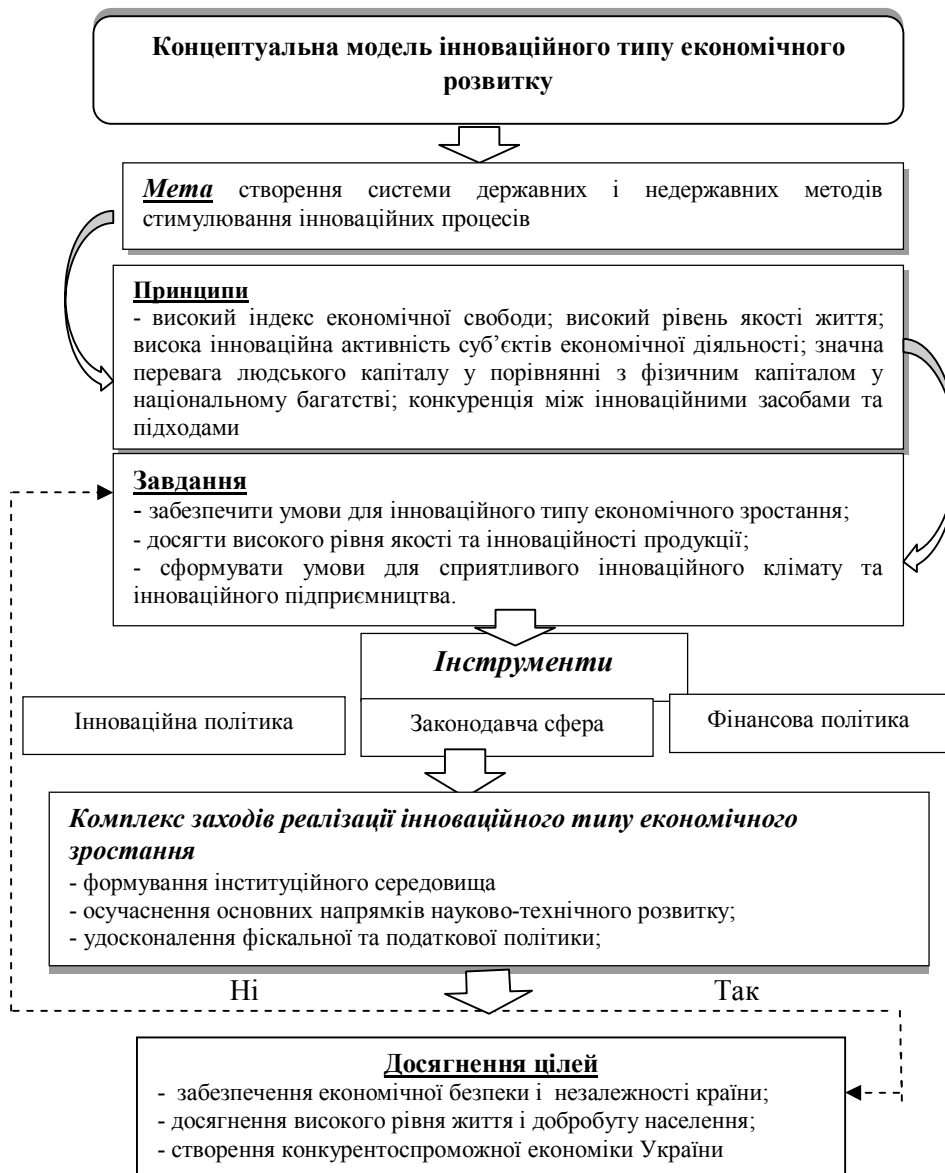 Концептуальна модель інноваційного типу економічного
розвитку
Мета створення системи державних і недержавних методів
стимулювання інноваційних процесів
Принципи
- високий індекс економічної свободи; високий рівень якості життя;
висока інноваційна активність суб’єктів економічної діяльності; значна
перевага людського капіталу у порівнянні з фізичним капіталом у
національному багатстві; конкуренція між інноваційними засобами та
підходами
Завдання
- забезпечити умови для інноваційного типу економічного зростання;
- досягти високого рівня якості та інноваційності продукції;
- сформувати умови для сприятливого інноваційного клімату та
інноваційного підприємництва.
Інструменти
Інноваційна політика
Законодавча сфера
Фінансова політика
Комплекс заходів реалізації інноваційного типу економічного
зростання
- формування інституційного середовища
- осучаснення основних напрямків науково-технічного розвитку;
- удосконалення фіскальної та податкової політики;
Ні
Так
Досягнення цілей
- забезпечення економічної безпеки і незалежності країни;
- досягнення високого рівня життя і добробуту населення;
- створення конкурентоспроможної економіки України